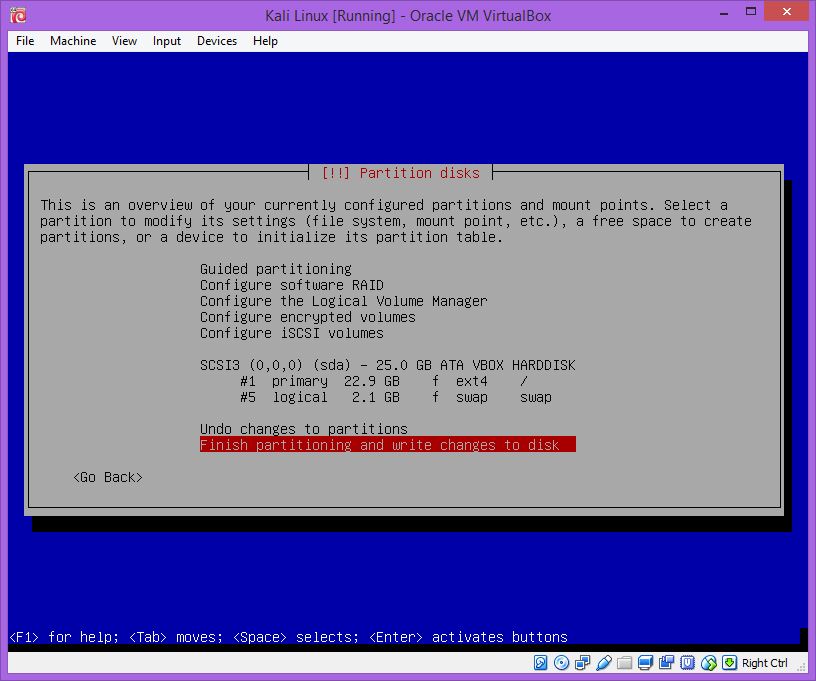 Kali Linux [Running] - Oracle VM VirtualBox
File Machine View Input Devices Help
[!!] Partition disks
This is an overview of your currently configured partitions and mount points. Select a
partition to modify its settings (file system, mount point, etc.), a free space to create
partitions, or a device to initialize its partition table.
Guided partitioning
Configure software RAID
Configure the Logical Volume Manager
Configure encrypted volumes
Configure iSCSI volumes
SCSI3 (0,0,0) (sda) - 25.0 GB ATA VBOX HARDDISK
#1 primary 22.9 GB f ext4 /
#5 logical 2.1 GB f swap swap
Undo changes to partitions
Finish partitioning and write changes to disk
<Go Back>
<F1> for help; <Tab> moves; <Space> selects; <Enter> activates buttons
Right Ctrl